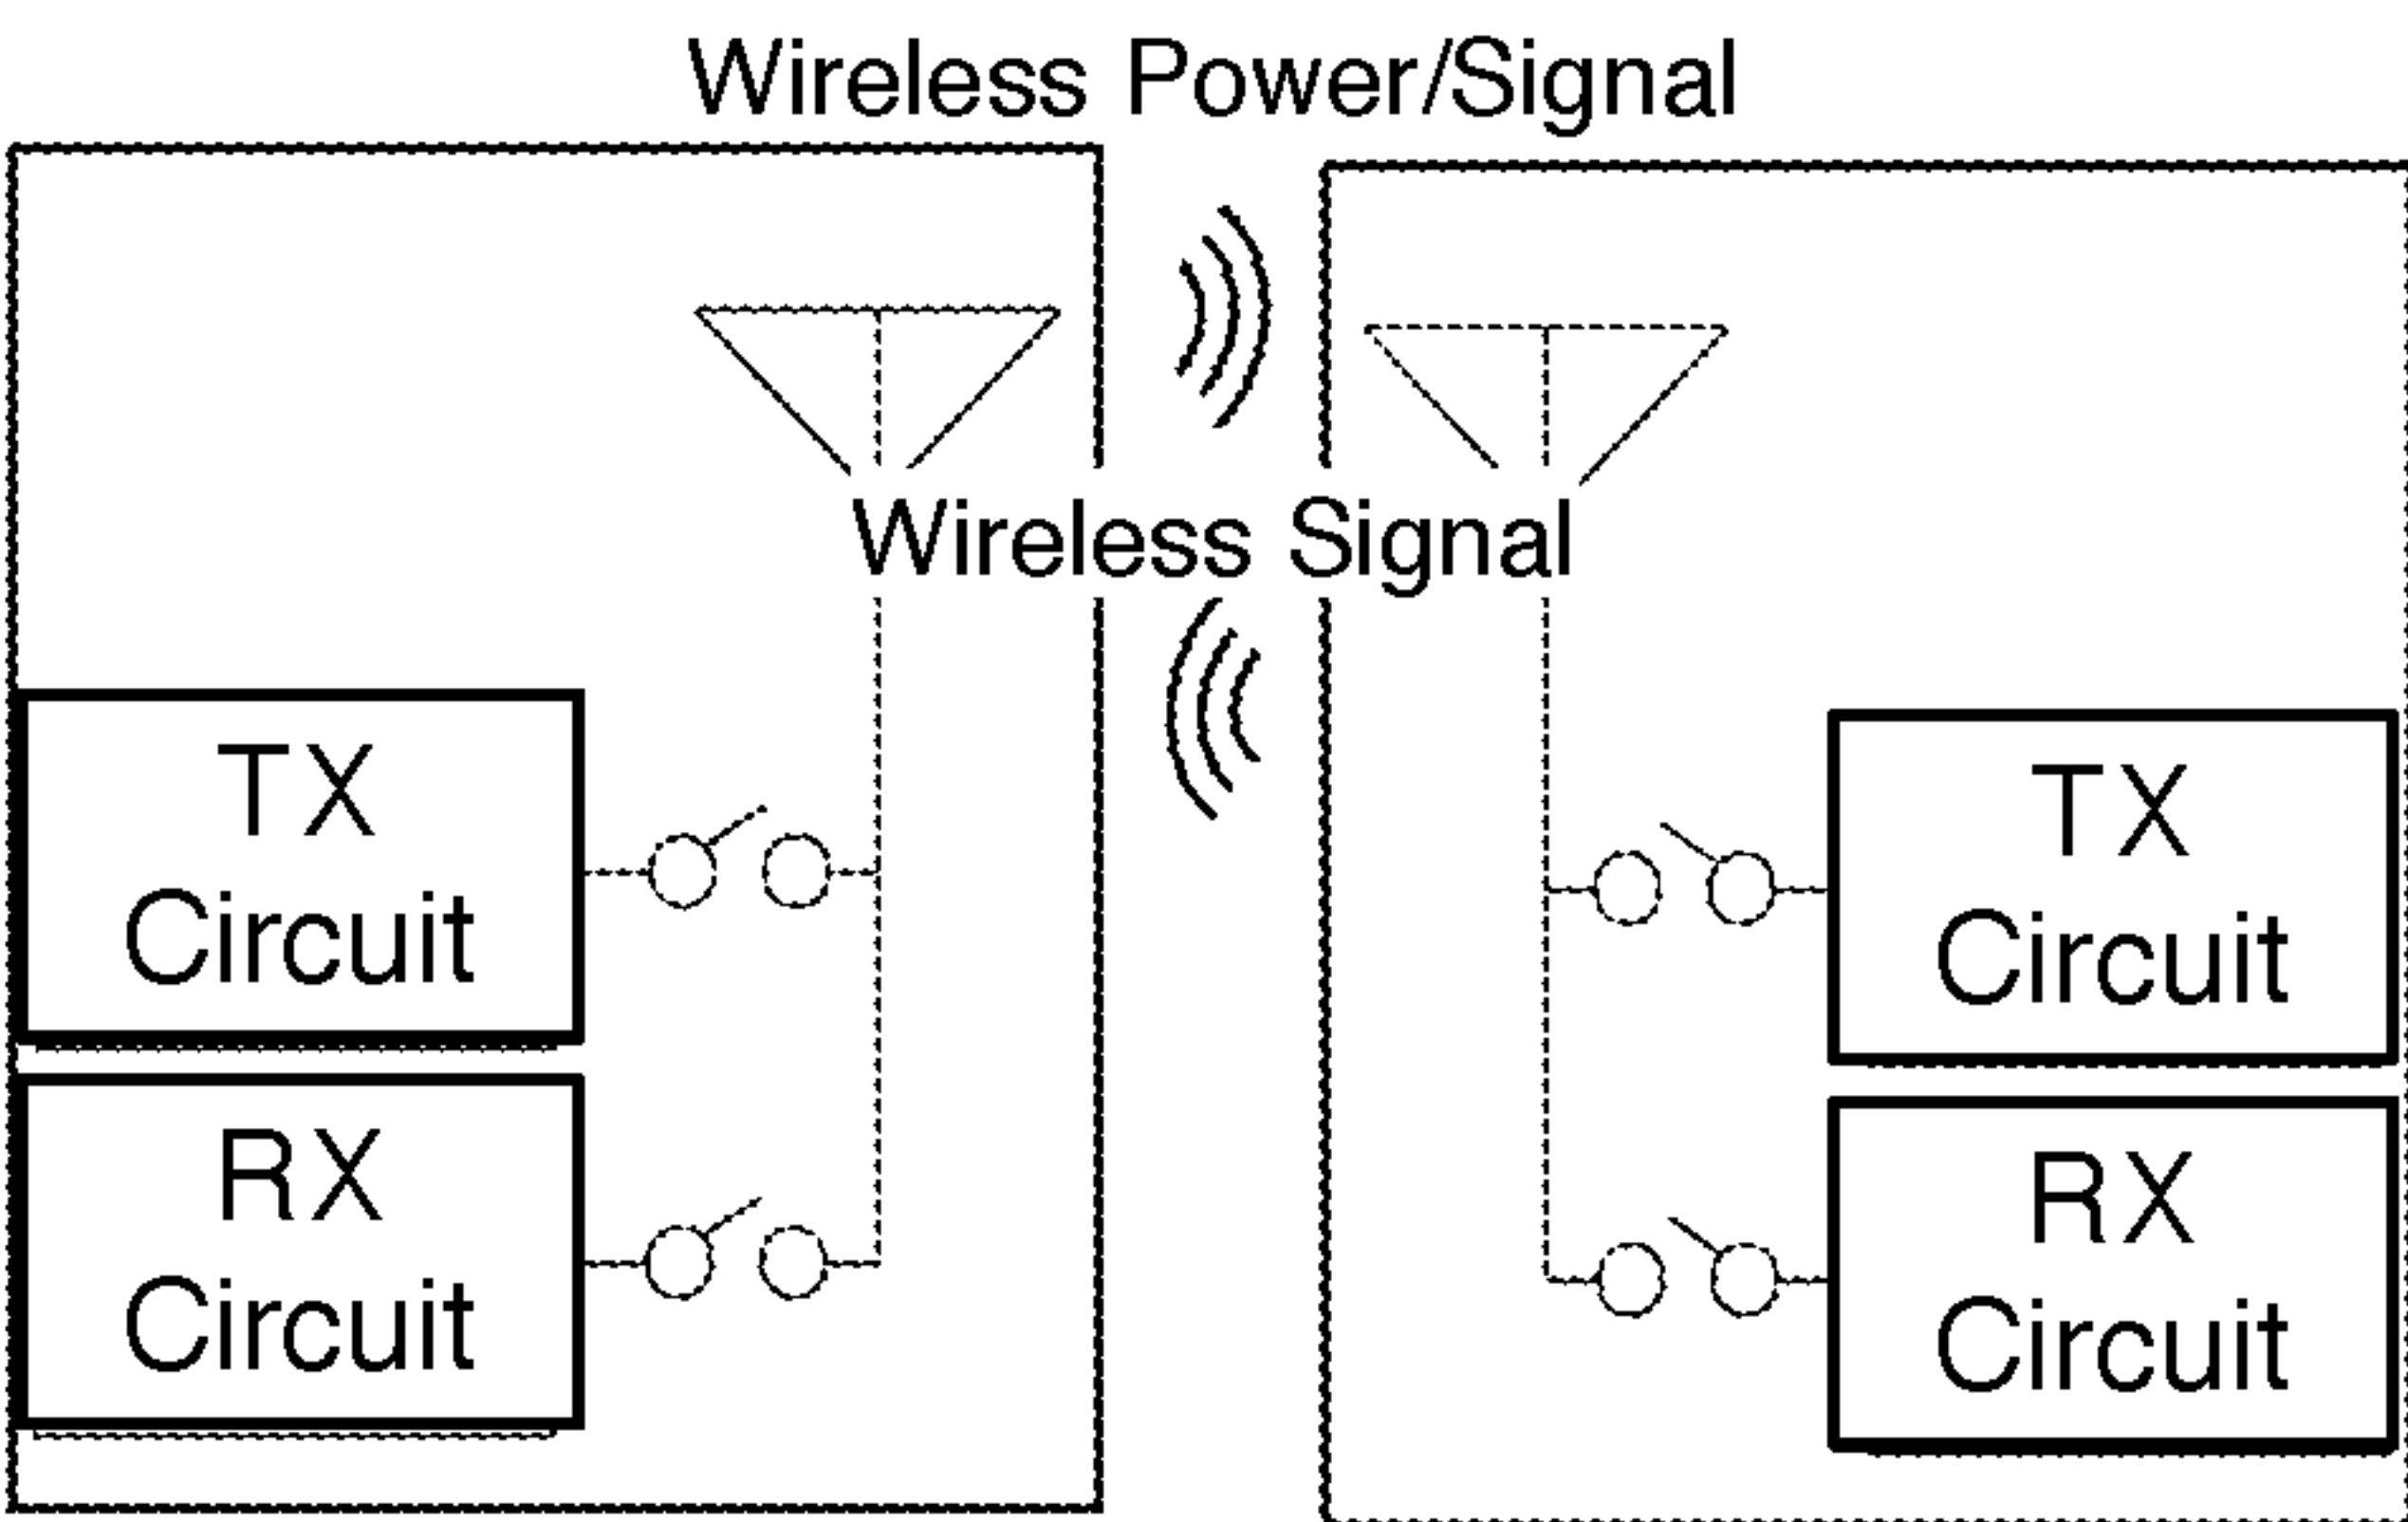 Wireless Power/Signal
Wireless Signal
TX
Circuit
RX
Circuit
TX
Circuit
RX
Circuit